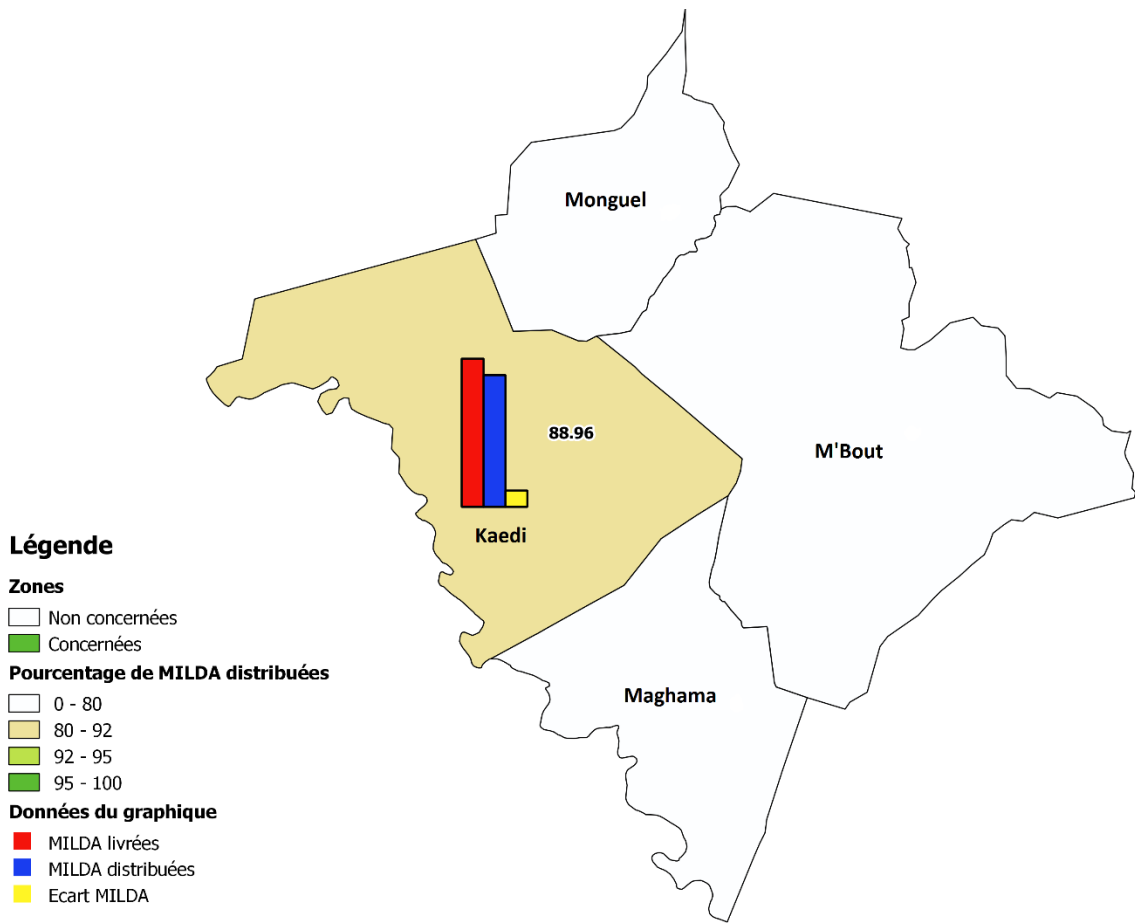 Monguel
88.96
M'Bout
Kaedi
Maghama
Légende
Zones
Non concernées
Concernées
Pourcentage de MILDA distribuées
0 - 80
80 - 92
92 - 95
95 - 100
Données du graphique
MILDA livrées
MILDA distribuées
Ecart MILDA